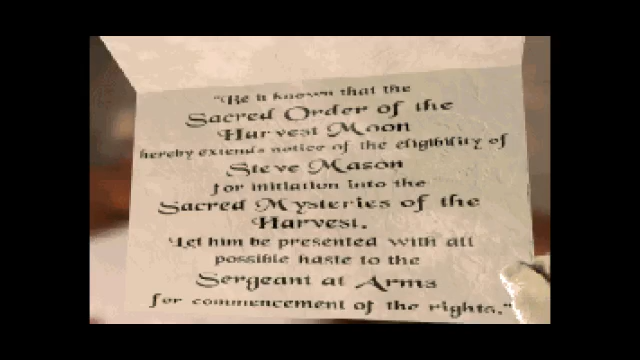 "Be it known that the
Sacred Order of the
Harvest Moon
hereby extends notice of the eligibility of
Steve Mason
for initiation into the
Sacred Mysteries of the
Harvest.
Let him be presented with all
possible haste to the
Sergeant at Arms
for commencement of the rights."